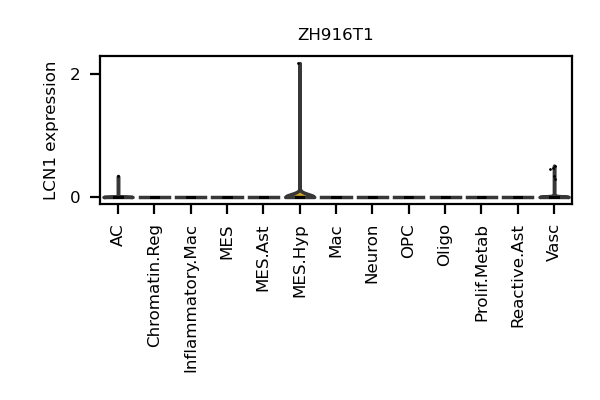 ZH916T1
LCN1 expression
2
0
AC
Chromatin.Reg
Inflammatory.Mac
MES
MES.Ast
MES.Hyp
Mac
Neuron
OPC
Oligo
Prolif.Metab
Reactive.Ast
Vasc